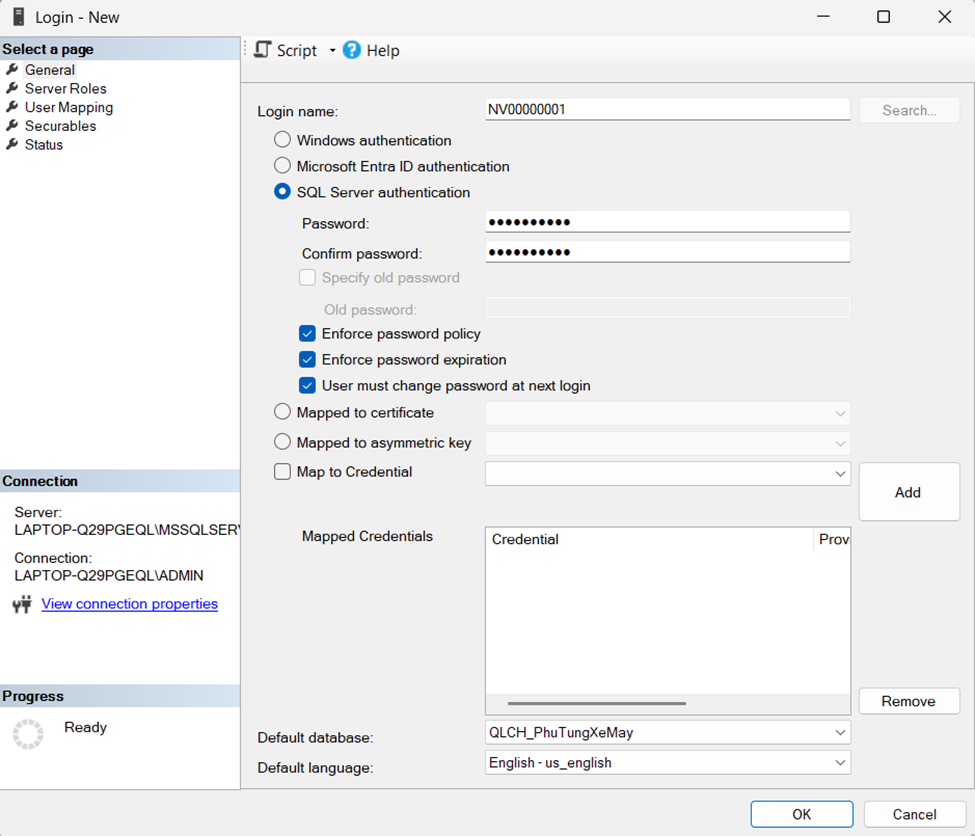 Login - New
Select a page
General
Server Roles
User Mapping
Securables
Status
Script
Help
Login name:
NV00000001
Search...
Windows authentication
Microsoft Entra ID authentication
SQL Server authentication
Password:
●●●●●●●●●●
Confirm password:
●●●●●●●●●●
Specify old password
Old password:
Enforce password policy
Enforce password expiration
User must change password at next login
Mapped to certificate
Mapped to asymmetric key
Map to Credential
Add
Mapped Credentials
Credential
Prov
Remove
Default database:
QLCH_PhuTungXeMay
Default language:
English - us_english
Connection
Server:
LAPTOP-Q29PGEQL\MSSQLSERV
Connection:
LAPTOP-Q29PGEQL\ADMIN
View connection properties
Progress
Ready
OK
Cancel